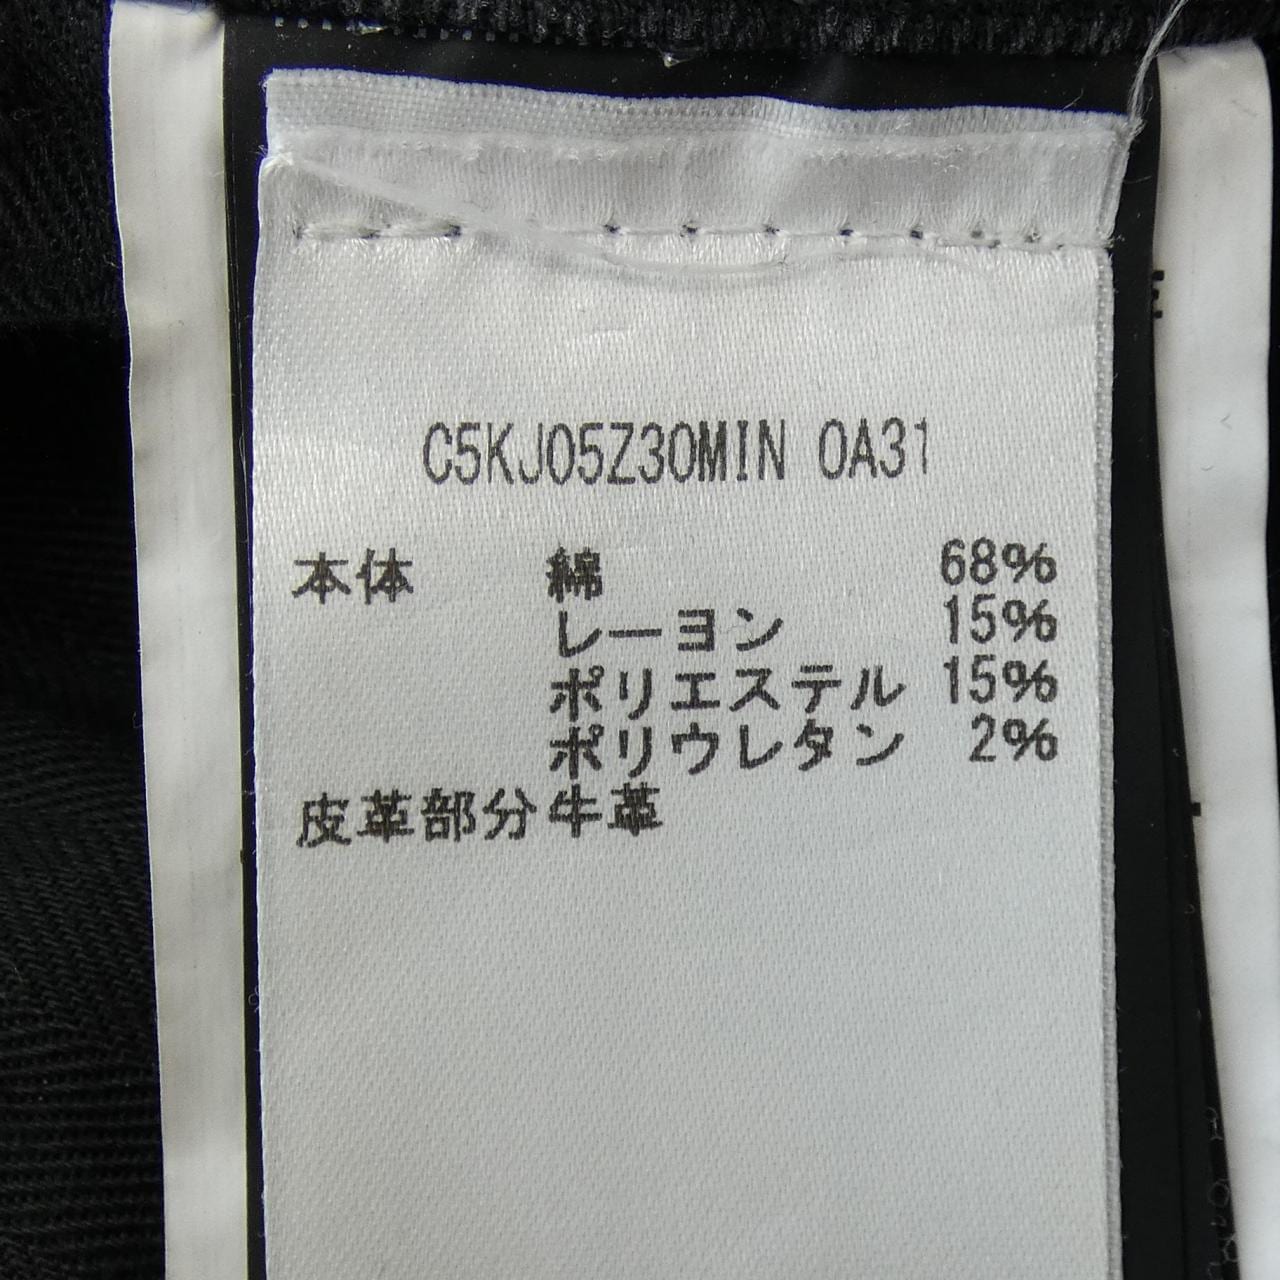 C5KJ05Z30MIN 0A31
本体 綿 68%
レーヨン 15%
ポリエステル 15%
ポリウレタン 2%
皮革部分 牛革